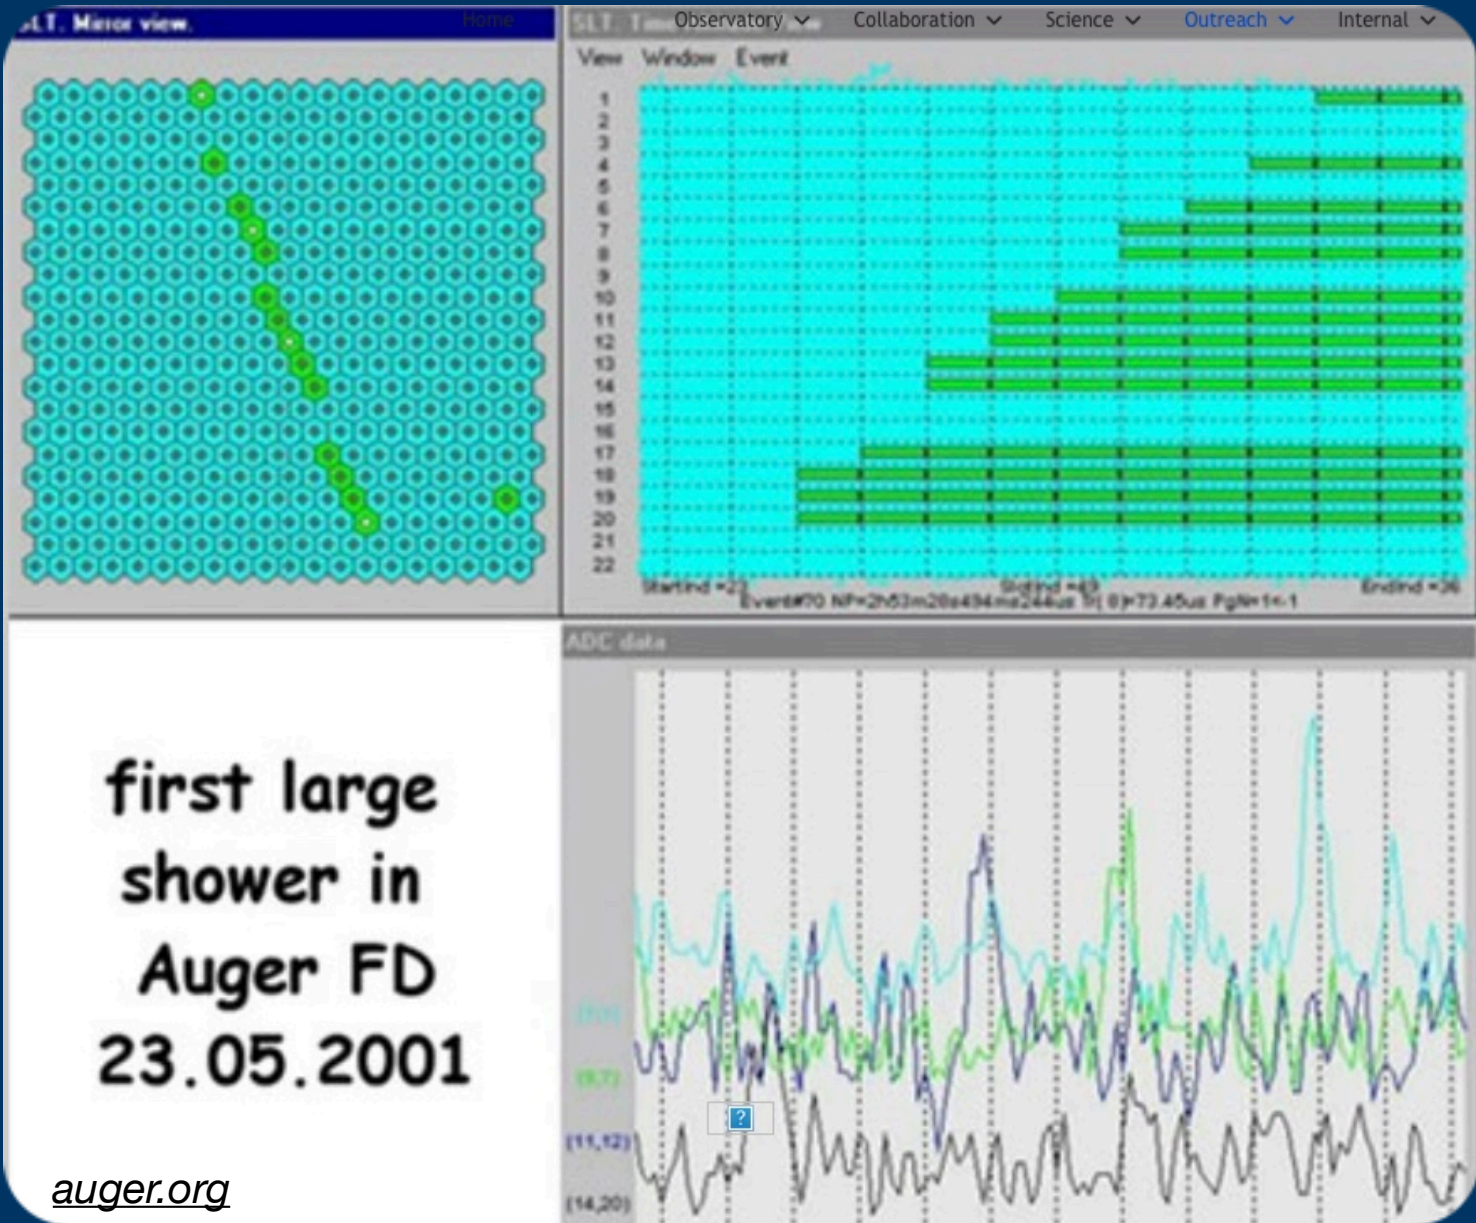 SLT. Mirror view.
Home
Observatory
Collaboration
Science
Outreach
Internal
View Window Event
1
2
3
4
5
6
7
8
9
10
11
12
13
14
15
16
17
18
19
20
21
22
EndInd =36
ADC data
first large
shower in
Auger FD
23.05.2001
?
(11,12)
(14,20)
auger.org